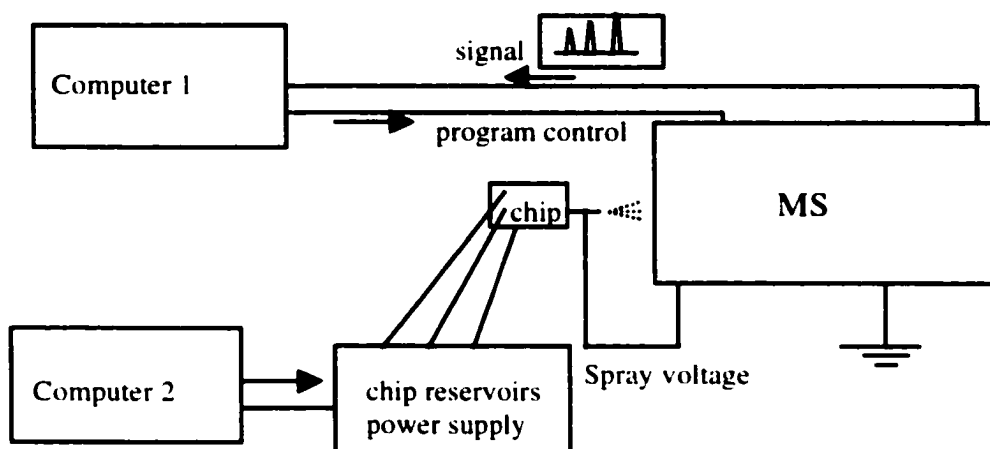 signal
Computer 1
program control
chip
MS
Spray voltage
Computer 2
chip reservoirs
power supply